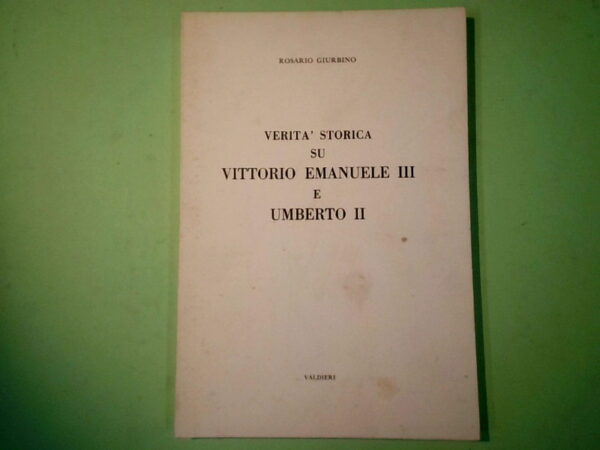 ROSARIO GIURBINO
VERITA' STORICA
SU
VITTORIO EMANUELE III
E
UMBERTO II
VALDIERI